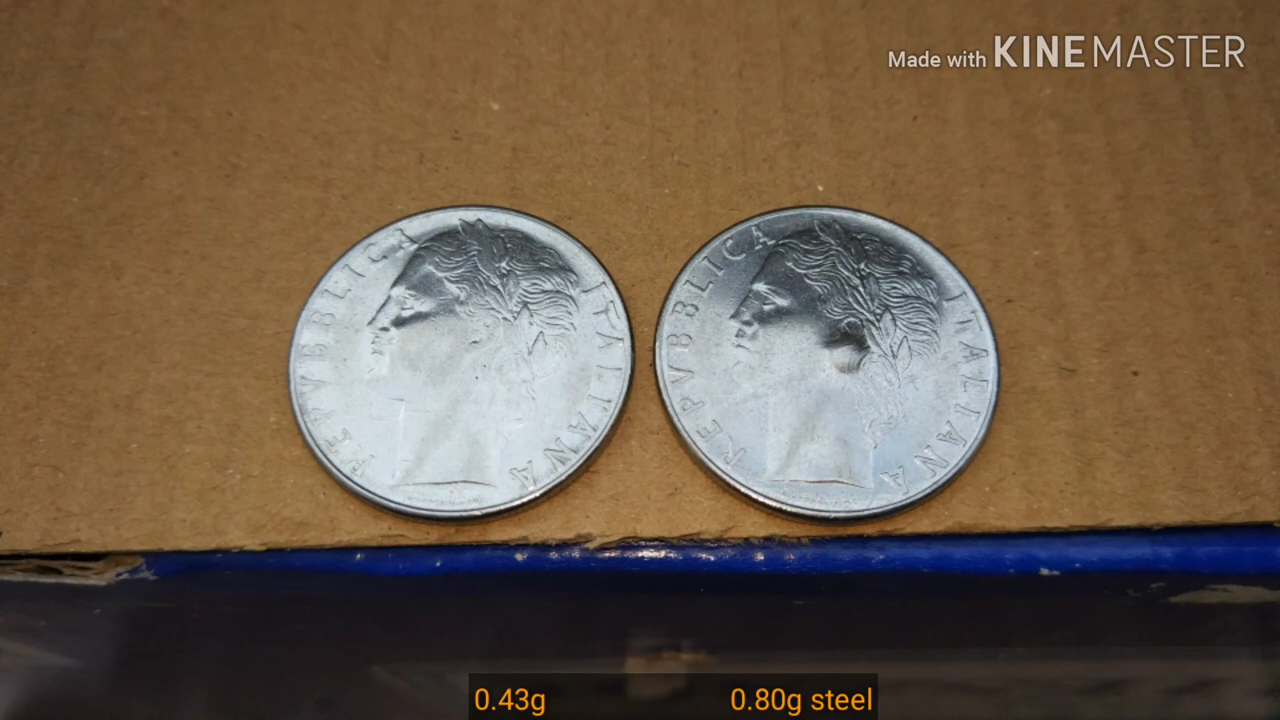 Made with KINEMASTER
REPVBBLICA ITALIANA
REPVBBLICA ITALIANA
0.43g 0.80g steel